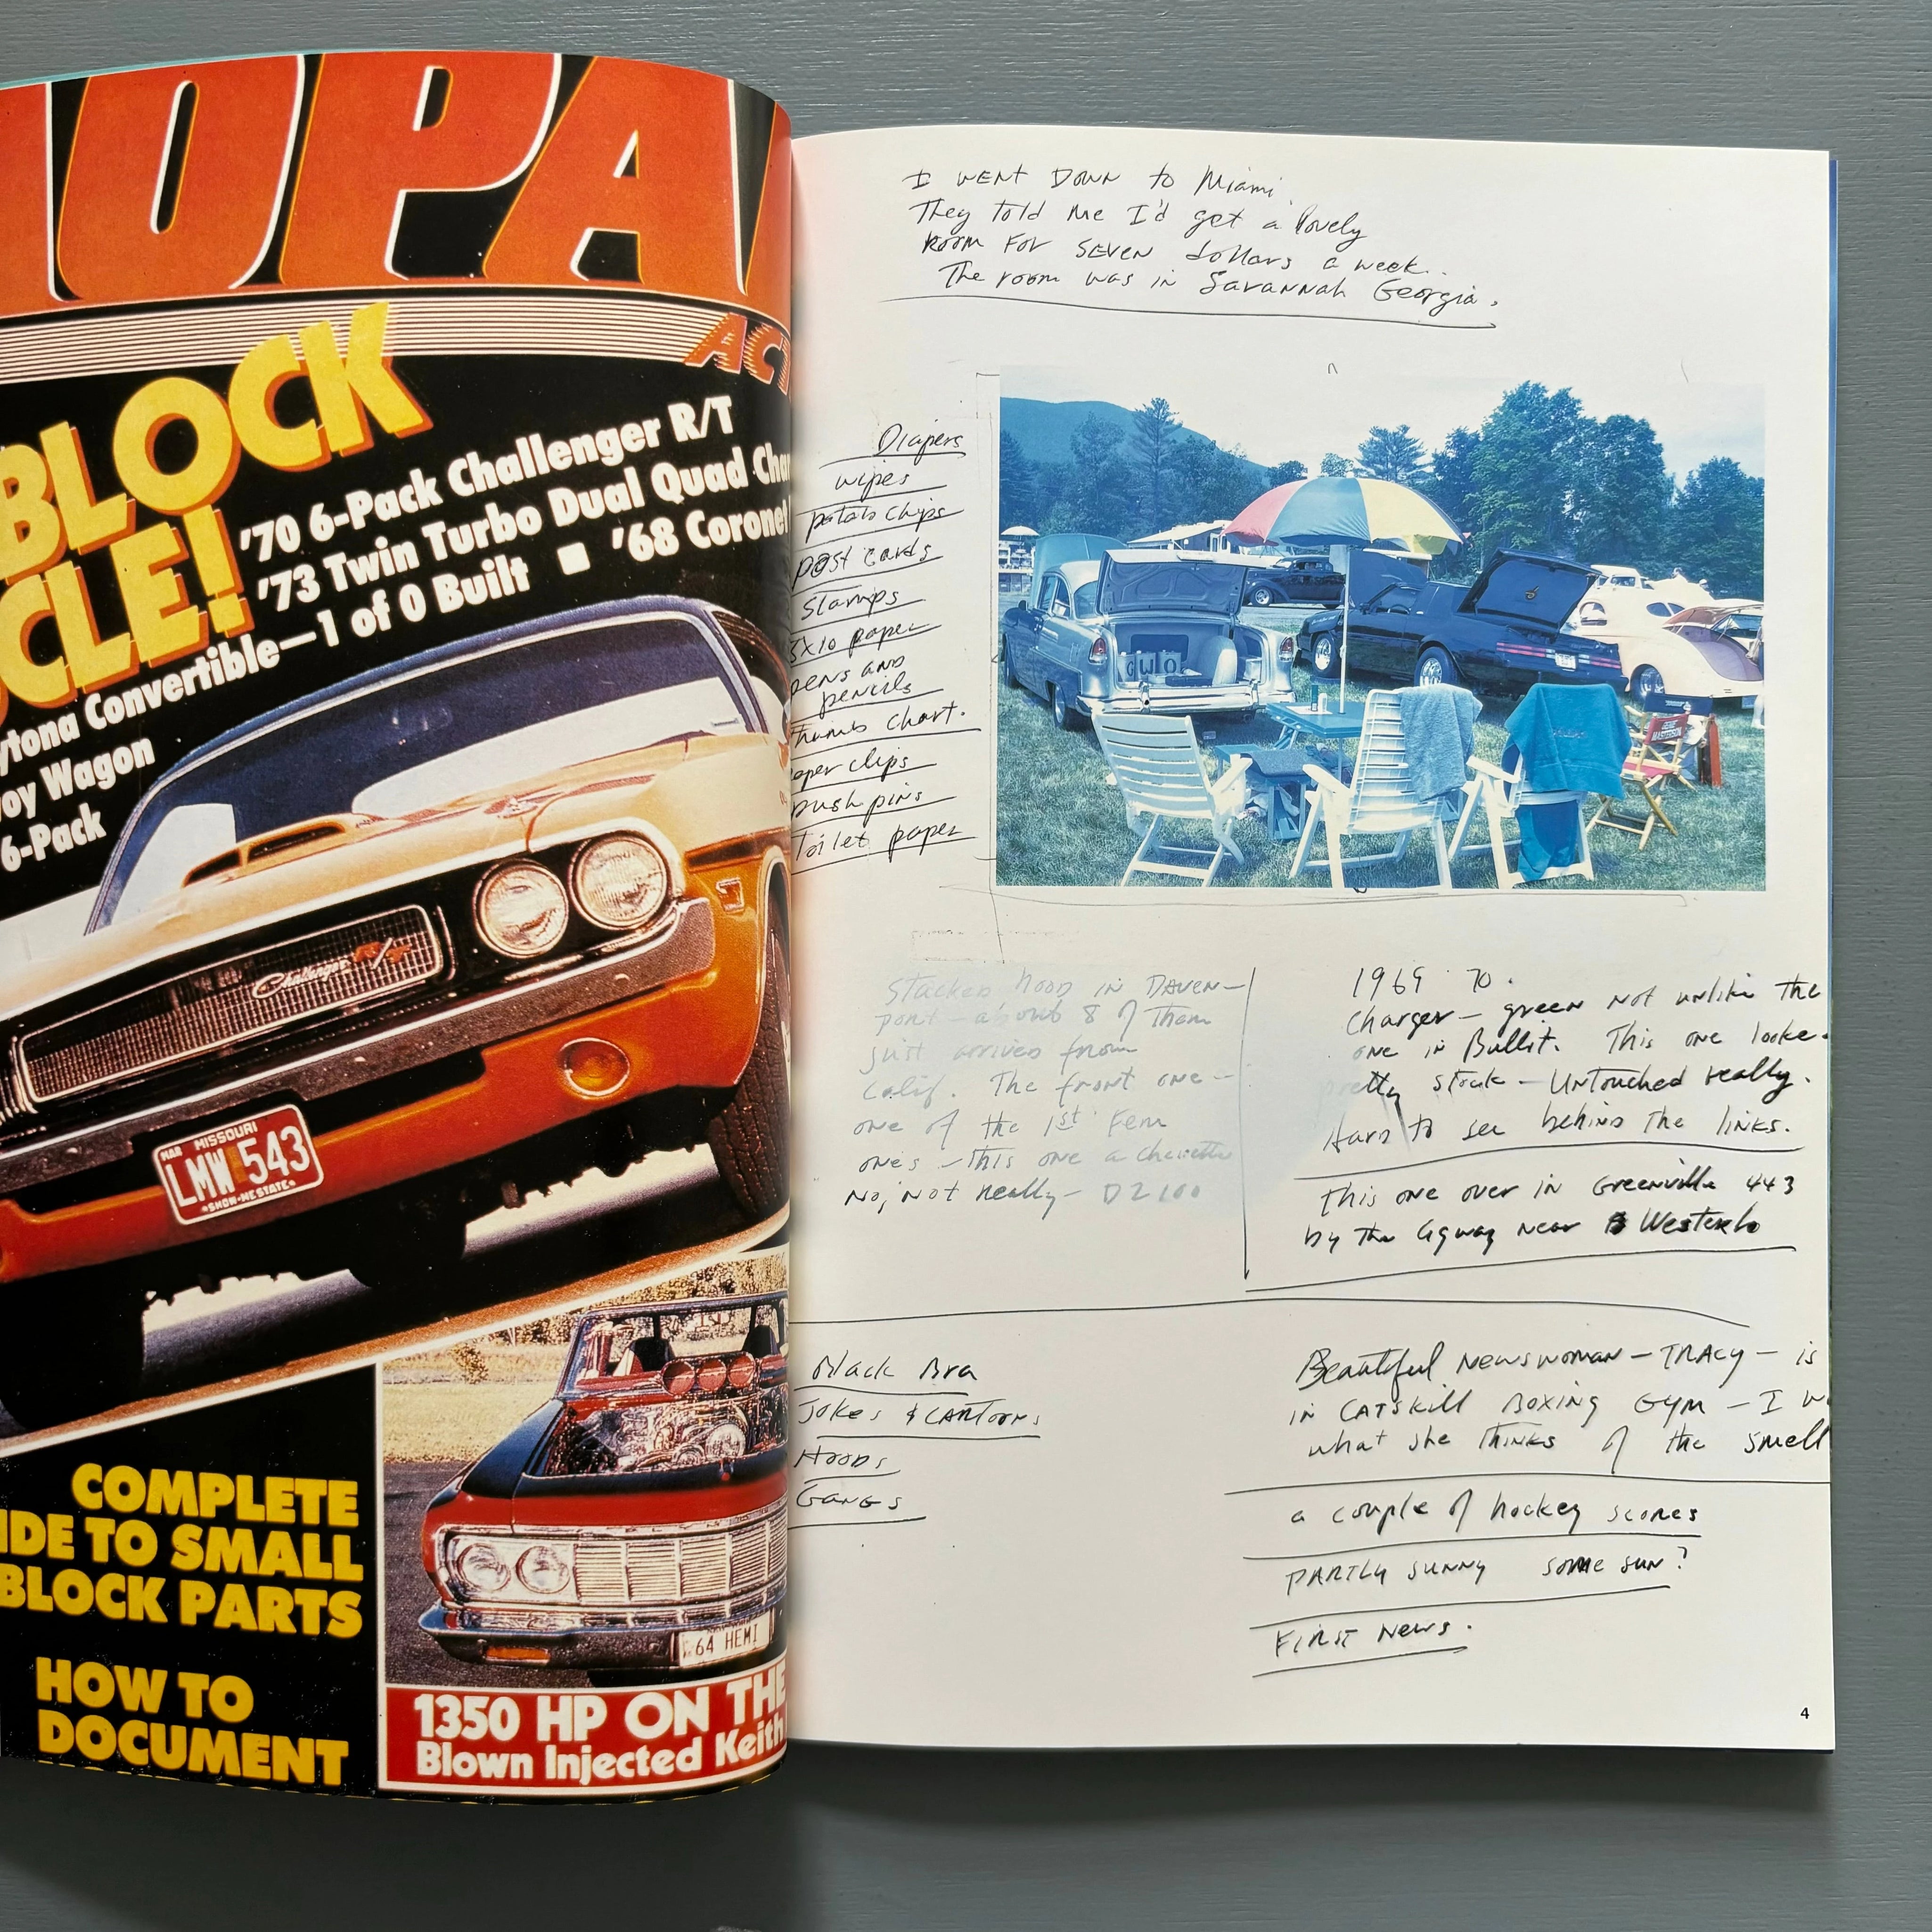 MOPA
ACT
BLOCK
CLE!
'70 6-Pack Challenger R/T
'73 Twin Turbo Dual Quad Cha
ytona Convertible—1 of 0 Built ■ '68 Coronet
oy Wagon
6-Pack
Challenger R/T
MAR MISSOURI
LMW 543
SHOW-ME STATE
COMPLETE
IDE TO SMALL
BLOCK PARTS
HOW TO
DOCUMENT
'64 HEMI
1350 HP ON THE
Blown Injected Keith
I WENT DOWN to Miami.
They told me I'd get a lovely
room For SEVEN dollars a week.
The room was in Savannah Georgia.
Diapers
wipes
potato chips
post cards
stamps
8x10 paper
pens and
pencils
chart.
paper clips
push pins
Toilet paper
Stacked hood in Daven-
port - about 8 of Them
just arrived from
Calif. The front one -
one of the 1st Fem
ones - This one a
No, Not really -
1969 70.
Charger - green Not unlike The
one in Bullit. This one looke
pretty stock - Untouched really.
Hard to see behind The links.
This one over in Greenville 443
by the Agway near Westerlo
Black Bra
Jokes & Cartoons
Hoods
Gangs
Beautiful Newswoman - TRACY - is
in CATSkill Boxing Gym - I w
what she Thinks of the smell
a couple of hockey scores
PARTLY SUNNY some sun?
First News.
4